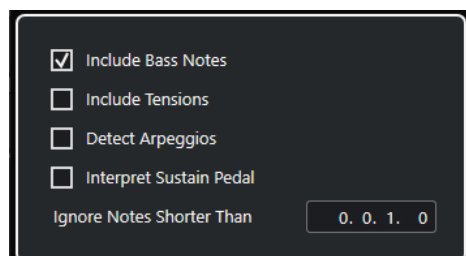 Include Bass Notes
Include Tensions
Detect Arpeggios
Interpret Sustain Pedal
Ignore Notes Shorter Than 0. 0. 1. 0